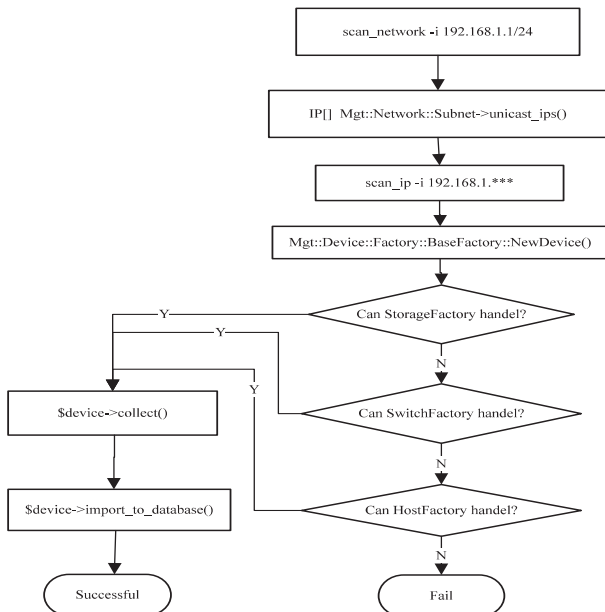 scan_network -i 192.168.1.1/24
IP[] Mgt::Network::Subnet->unicast_ips()
scan_ip -i 192.168.1.***
Mgt::Device::Factory::BaseFactory::NewDevice()
Can StorageFactory handel?
Y
N
Y
Y
$device->collect()
Can SwitchFactory handel?
N
$device->import_to_database()
Can HostFactory handel?
N
Successful
Fail